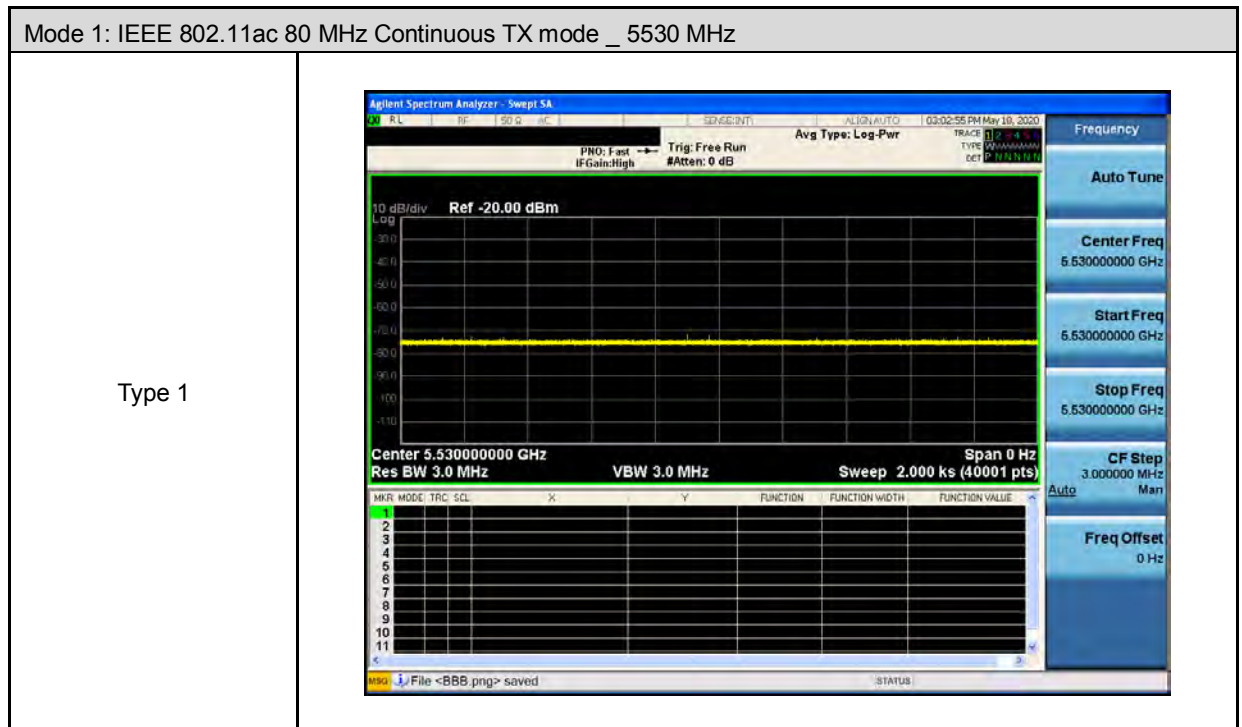 Mode 1: IEEE 802.11ac 80 MHz Continuous TX mode _ 5530 MHz
Type 1
Agilent Spectrum Analyzer - Swept SA
RL RF 50 Ω AC SENSE:INT ALIGNAUTO 03:02:55 PM May 18, 2020
Avg Type: Log-Pwr
TRACE 1 2 3 4 5 6
PNO: Fast Trig: Free Run
TYPE
IFGain:High #Atten: 0 dB
DET P N N N N N
Frequency
Auto Tune
10 dB/div Ref -20.00 dBm
Log
-30.0
-40.0
-50.0
-60.0
-70.0
-80.0
-90.0
-100
-110
Center Freq
5.530000000 GHz
Start Freq
5.530000000 GHz
Stop Freq
5.530000000 GHz
CF Step
3.000000 MHz
Auto Man
Freq Offset
0 Hz
Center 5.530000000 GHz Span 0 Hz
Res BW 3.0 MHz VBW 3.0 MHz Sweep 2.000 ks (40001 pts)
MKR MODE TRC SCL X Y FUNCTION FUNCTION WIDTH FUNCTION VALUE
1
2
3
4
5
6
7
8
9
10
11
MSG File <BBB.png> saved STATUS